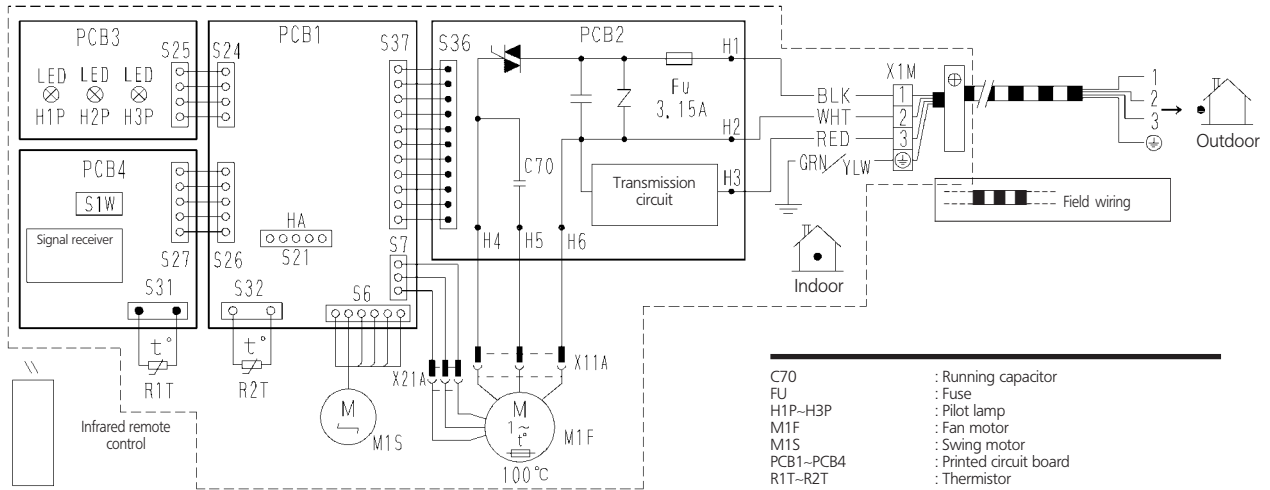 PCB3
S25
LED LED LED
H1P H2P H3P
PCB4
S1W
Signal receiver
S27
S31
t°
R1T
Infrared remote
control
PCB1
S24
S37
S26
HA
S21
S7
S32
S6
t°
R2T
X21A
M
M1S
S36
PCB2
Fu
3.15A
H1
H2
H3
C70
Transmission
circuit
H4
H5
H6
X11A
M
1~
t°
M1F
100℃
X1M
BLK
1
WHT
2
RED
3
GRN/YLW
1
2
3
Outdoor
Field wiring
Indoor
C70 : Running capacitor
FU : Fuse
H1P~H3P : Pilot lamp
M1F : Fan motor
M1S : Swing motor
PCB1~PCB4 : Printed circuit board
R1T~R2T : Thermistor